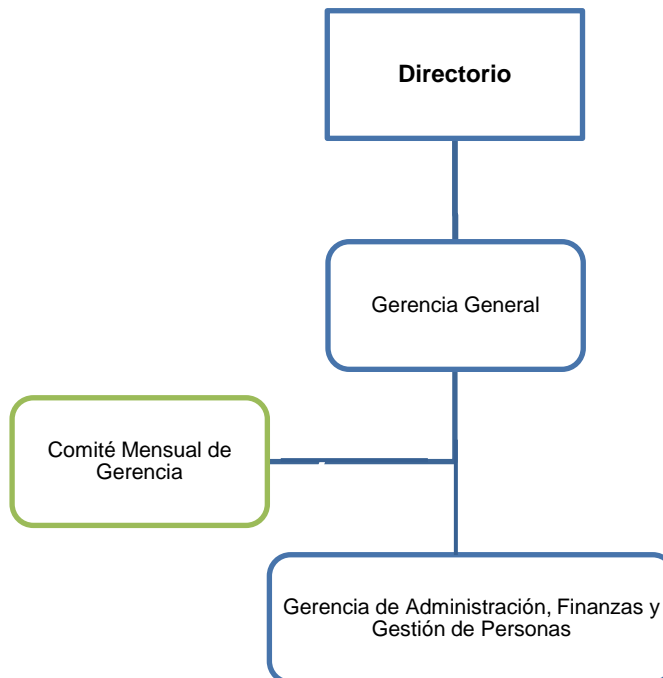 Directorio
Gerencia General
Comité Mensual de
Gerencia
Gerencia de Administración, Finanzas y
Gestión de Personas